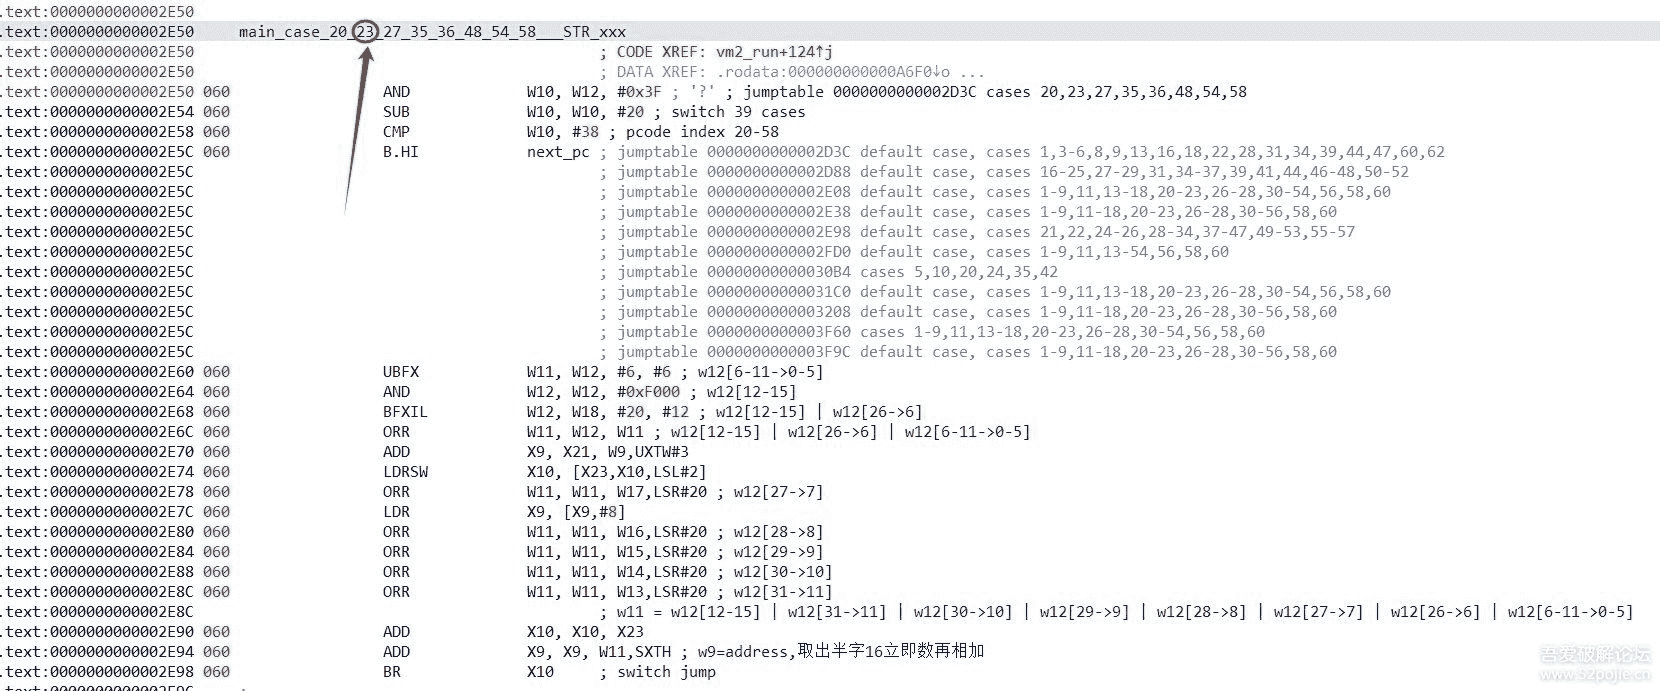 .text:0000000000002E50
.text:0000000000002E50 main_case_20_23_27_35_36_48_54_58___STR_xxx
.text:0000000000002E50 ; CODE XREF: vm2_run+124↑j
.text:0000000000002E50 ; DATA XREF: .rodata:000000000000A6F0↓o ...
.text:0000000000002E50 060 AND W10, W12, #0x3F ; '?' ; jumptable 0000000000002D3C cases 20,23,27,35,36,48,54,58
.text:0000000000002E54 060 SUB W10, W10, #20 ; switch 39 cases
.text:0000000000002E58 060 CMP W10, #38 ; pcode index 20-58
.text:0000000000002E5C 060 B.HI next_pc ; jumptable 0000000000002D3C default case, cases 1,3-6,8,9,13,16,18,22,28,31,34,39,44,47,60,62
.text:0000000000002E5C ; jumptable 0000000000002D88 default case, cases 16-25,27-29,31,34-37,39,41,44,46-48,50-52
.text:0000000000002E5C ; jumptable 0000000000002E08 default case, cases 1-9,11,13-18,20-23,26-28,30-54,56,58,60
.text:0000000000002E5C ; jumptable 0000000000002E38 default case, cases 1-9,11-18,20-23,26-28,30-56,58,60
.text:0000000000002E5C ; jumptable 0000000000002E98 default case, cases 21,22,24-26,28-34,37-47,49-53,55-57
.text:0000000000002E5C ; jumptable 0000000000002FD0 default case, cases 1-9,11,13-54,56,58,60
.text:0000000000002E5C ; jumptable 00000000000030B4 cases 5,10,20,24,35,42
.text:0000000000002E5C ; jumptable 00000000000031C0 default case, cases 1-9,11,13-18,20-23,26-28,30-54,56,58,60
.text:0000000000002E5C ; jumptable 0000000000003208 default case, cases 1-9,11-18,20-23,26-28,30-56,58,60
.text:0000000000002E5C ; jumptable 0000000000003F60 cases 1-9,11,13-18,20-23,26-28,30-54,56,58,60
.text:0000000000002E5C ; jumptable 0000000000003F9C default case, cases 1-9,11-18,20-23,26-28,30-56,58,60
.text:0000000000002E60 060 UBFX W11, W12, #6, #6 ; w12[6-11->0-5]
.text:0000000000002E64 060 AND W12, W12, #0xF000 ; w12[12-15]
.text:0000000000002E68 060 BFXIL W12, W18, #20, #12 ; w12[12-15] | w12[26->6]
.text:0000000000002E6C 060 ORR W11, W12, W11 ; w12[12-15] | w12[26->6] | w12[6-11->0-5]
.text:0000000000002E70 060 ADD X9, X21, W9,UXTW#3
.text:0000000000002E74 060 LDRSW X10, [X23,X10,LSL#2]
.text:0000000000002E78 060 ORR W11, W11, W17,LSR#20 ; w12[27->7]
.text:0000000000002E7C 060 LDR X9, [X9,#8]
.text:0000000000002E80 060 ORR W11, W11, W16,LSR#20 ; w12[28->8]
.text:0000000000002E84 060 ORR W11, W11, W15,LSR#20 ; w12[29->9]
.text:0000000000002E88 060 ORR W11, W11, W14,LSR#20 ; w12[30->10]
.text:0000000000002E8C 060 ORR W11, W11, W13,LSR#20 ; w12[31->11]
.text:0000000000002E8C ; w11 = w12[12-15] | w12[31->11] | w12[30->10] | w12[29->9] | w12[28->8] | w12[27->7] | w12[26->6] | w12[6-11->0-5]
.text:0000000000002E90 060 ADD X10, X10, X23
.text:0000000000002E94 060 ADD X9, X9, W11,SXTH ; w9=address,取出半字16立即数再相加
.text:0000000000002E98 060 BR X10 ; switch jump
吾爱破解论坛
www.52pojie.cn